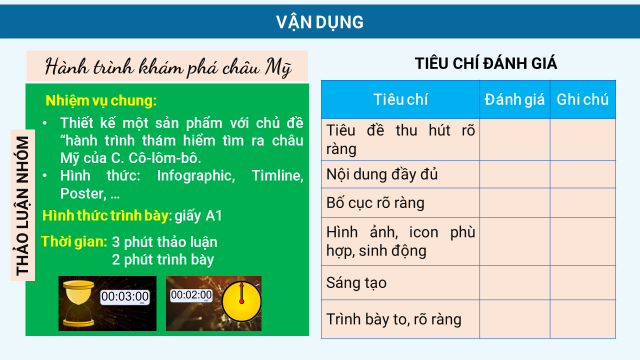 VẬN DỤNG
Hành trình khám phá châu Mỹ
THẢO LUẬN NHÓM
Nhiệm vụ chung:
• Thiết kế một sản phẩm với chủ đề
“hành trình thám hiểm tìm ra châu
Mỹ của C. Cô-lôm-bô.
• Hình thức: Infographic, Timline,
Poster, …
Hình thức trình bày: giấy A1
Thời gian: 3 phút thảo luận
2 phút trình bày
00:03:00
00:02:00
TIÊU CHÍ ĐÁNH GIÁ
Tiêu chí Đánh giá Ghi chú
Tiêu đề thu hút rõ
ràng
Nội dung đầy đủ
Bố cục rõ ràng
Hình ảnh, icon phù
hợp, sinh động
Sáng tạo
Trình bày to, rõ ràng